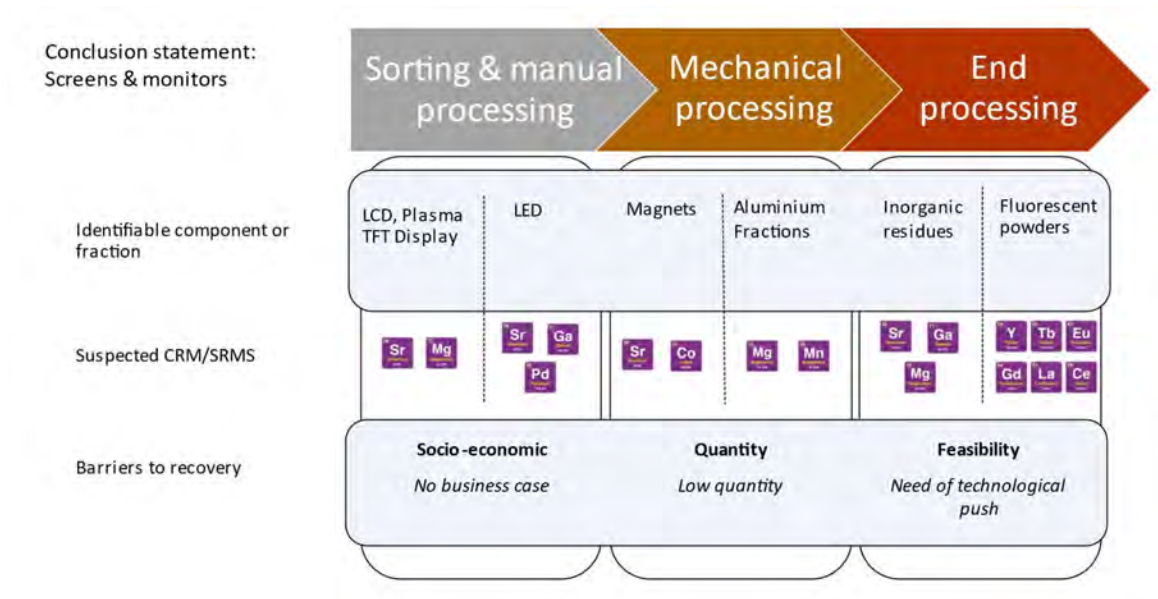 Conclusion statement:
Screens & monitors
Sorting & manual
processing
Mechanical
processing
End
processing
Identifiable component or
fraction
LCD, Plasma
TFT Display
LED
Magnets
Aluminium
Fractions
Inorganic
residues
Fluorescent
powders
Suspected CRM/SRMS
Sr
Mg
Sr
Ga
Pd
Sr
Co
Mg
Mn
Sr
Ga
Mg
Y
Tb
Eu
Gd
La
Ce
Barriers to recovery
Socio-economic
No business case
Quantity
Low quantity
Feasibility
Need of technological
push